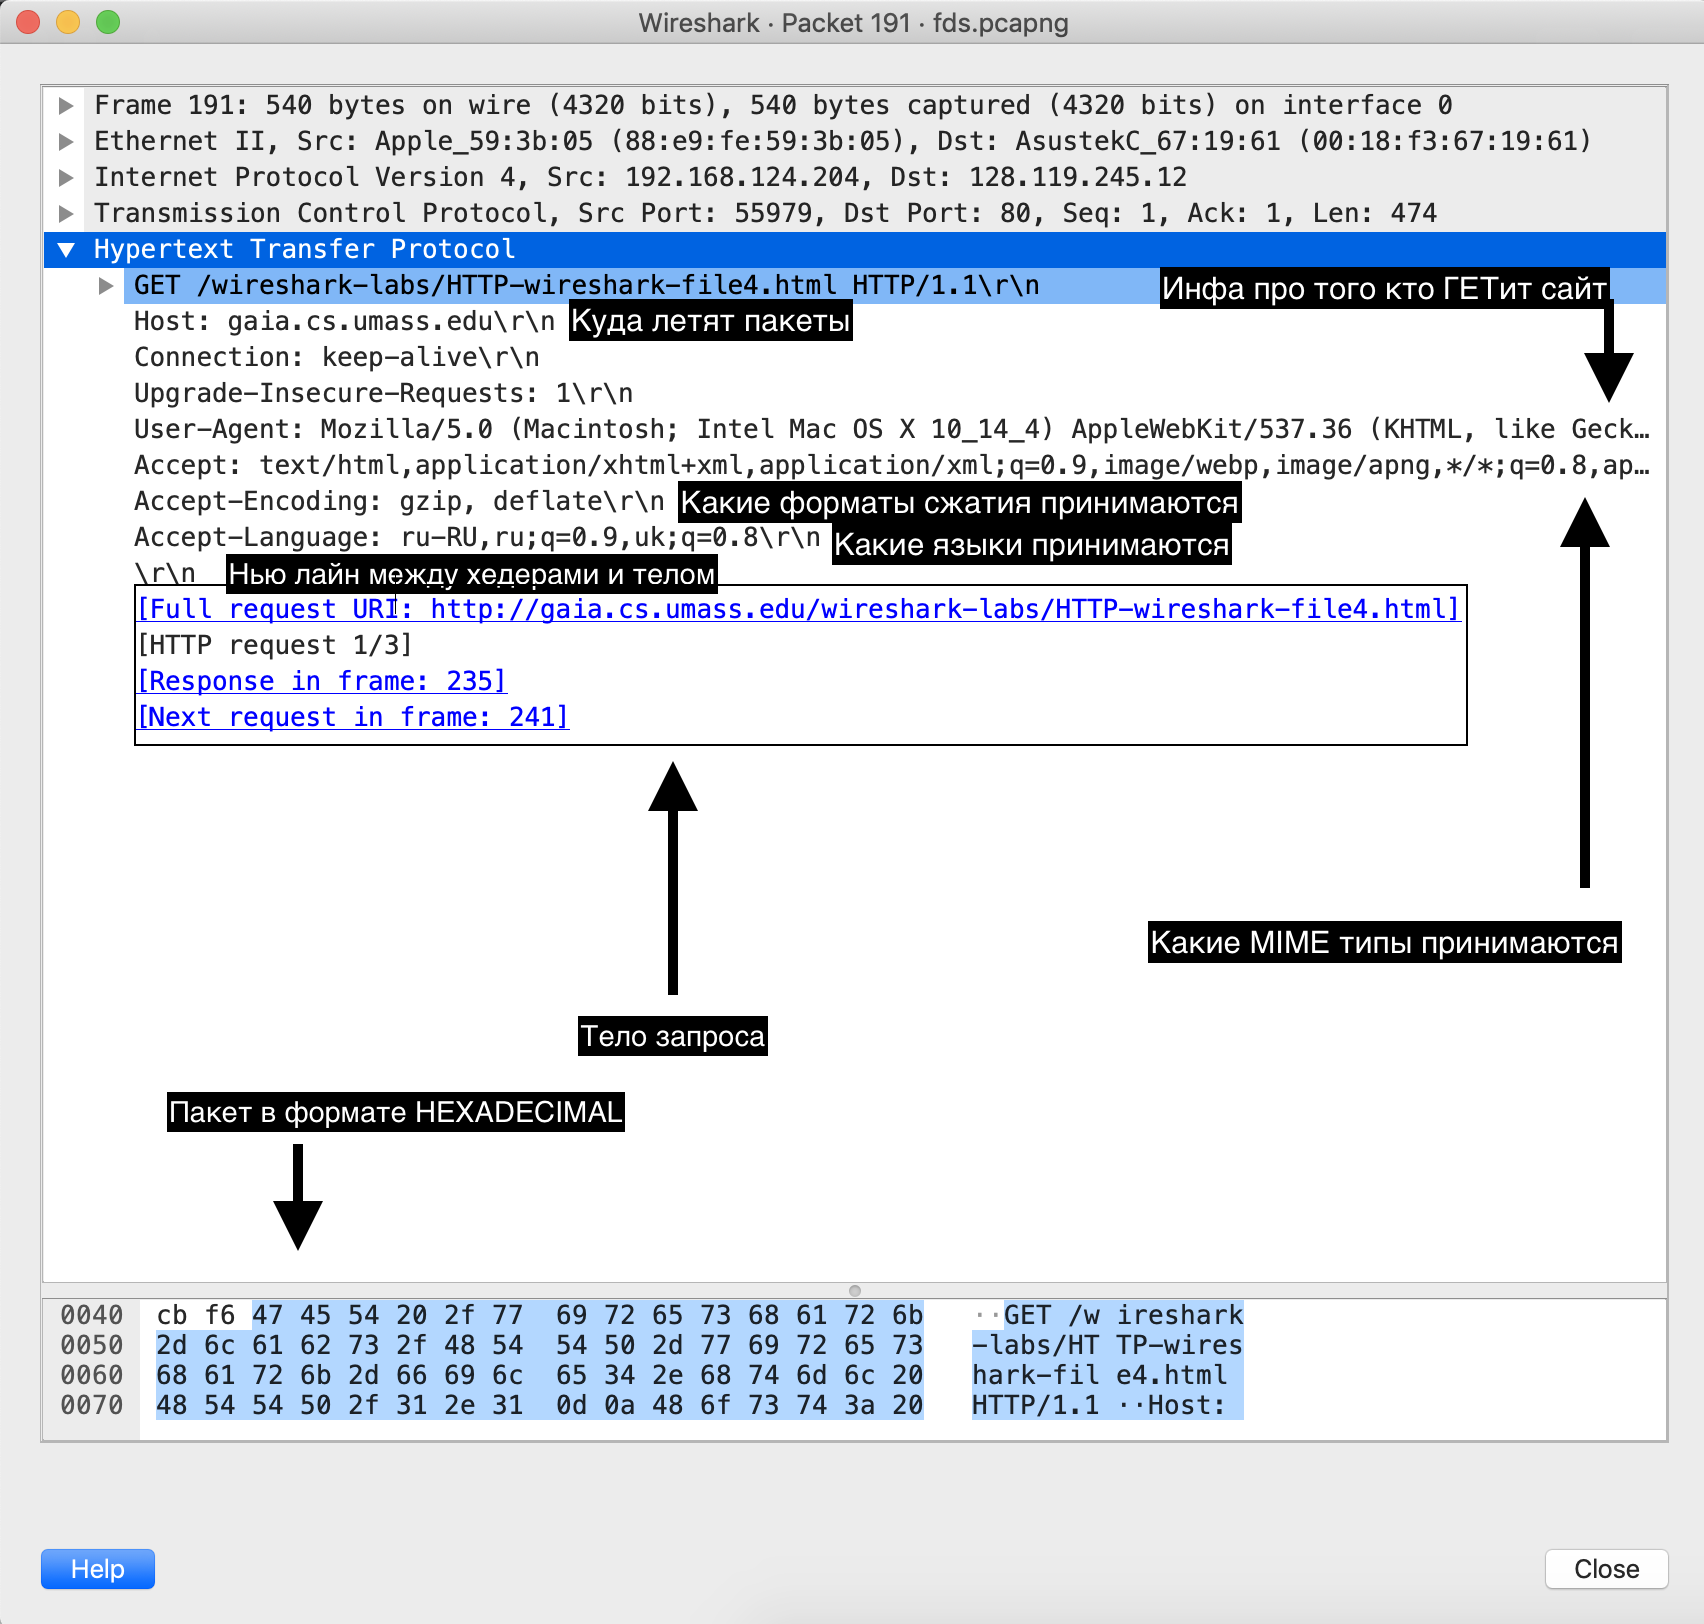 Wireshark · Packet 191 · fds.pcapng
Frame 191: 540 bytes on wire (4320 bits), 540 bytes captured (4320 bits) on interface 0
Ethernet II, Src: Apple_59:3b:05 (88:e9:fe:59:3b:05), Dst: AsustekC_67:19:61 (00:18:f3:67:19:61)
Internet Protocol Version 4, Src: 192.168.124.204, Dst: 128.119.245.12
Transmission Control Protocol, Src Port: 55979, Dst Port: 80, Seq: 1, Ack: 1, Len: 474
Hypertext Transfer Protocol
GET /wireshark-labs/HTTP-wireshark-file4.html HTTP/1.1\r\n
Инфа про того кто ГЕТит сайт
Host: gaia.cs.umass.edu\r\n
Куда летят пакеты
Connection: keep-alive\r\n
Upgrade-Insecure-Requests: 1\r\n
User-Agent: Mozilla/5.0 (Macintosh; Intel Mac OS X 10_14_4) AppleWebKit/537.36 (KHTML, like Geck…
Accept: text/html,application/xhtml+xml,application/xml;q=0.9,image/webp,image/apng,*/*;q=0.8,ap…
Accept-Encoding: gzip, deflate\r\n
Какие форматы сжатия принимаются
Accept-Language: ru-RU,ru;q=0.9,uk;q=0.8\r\n
Какие языки принимаются
\r\n
Нью лайн между хедерами и телом
[Full request URI: http://gaia.cs.umass.edu/wireshark-labs/HTTP-wireshark-file4.html]
[HTTP request 1/3]
[Response in frame: 235]
[Next request in frame: 241]
Какие MIME типы принимаются
Тело запроса
Пакет в формате HEXADECIMAL
0040 cb f6 47 45 54 20 2f 77 69 72 65 73 68 61 72 6b ··GET /w ireshark
0050 2d 6c 61 62 73 2f 48 54 54 50 2d 77 69 72 65 73 -labs/HT TP-wires
0060 68 61 72 6b 2d 66 69 6c 65 34 2e 68 74 6d 6c 20 hark-fil e4.html
0070 48 54 54 50 2f 31 2e 31 0d 0a 48 6f 73 74 3a 20 HTTP/1.1 ··Host:
Help
Close